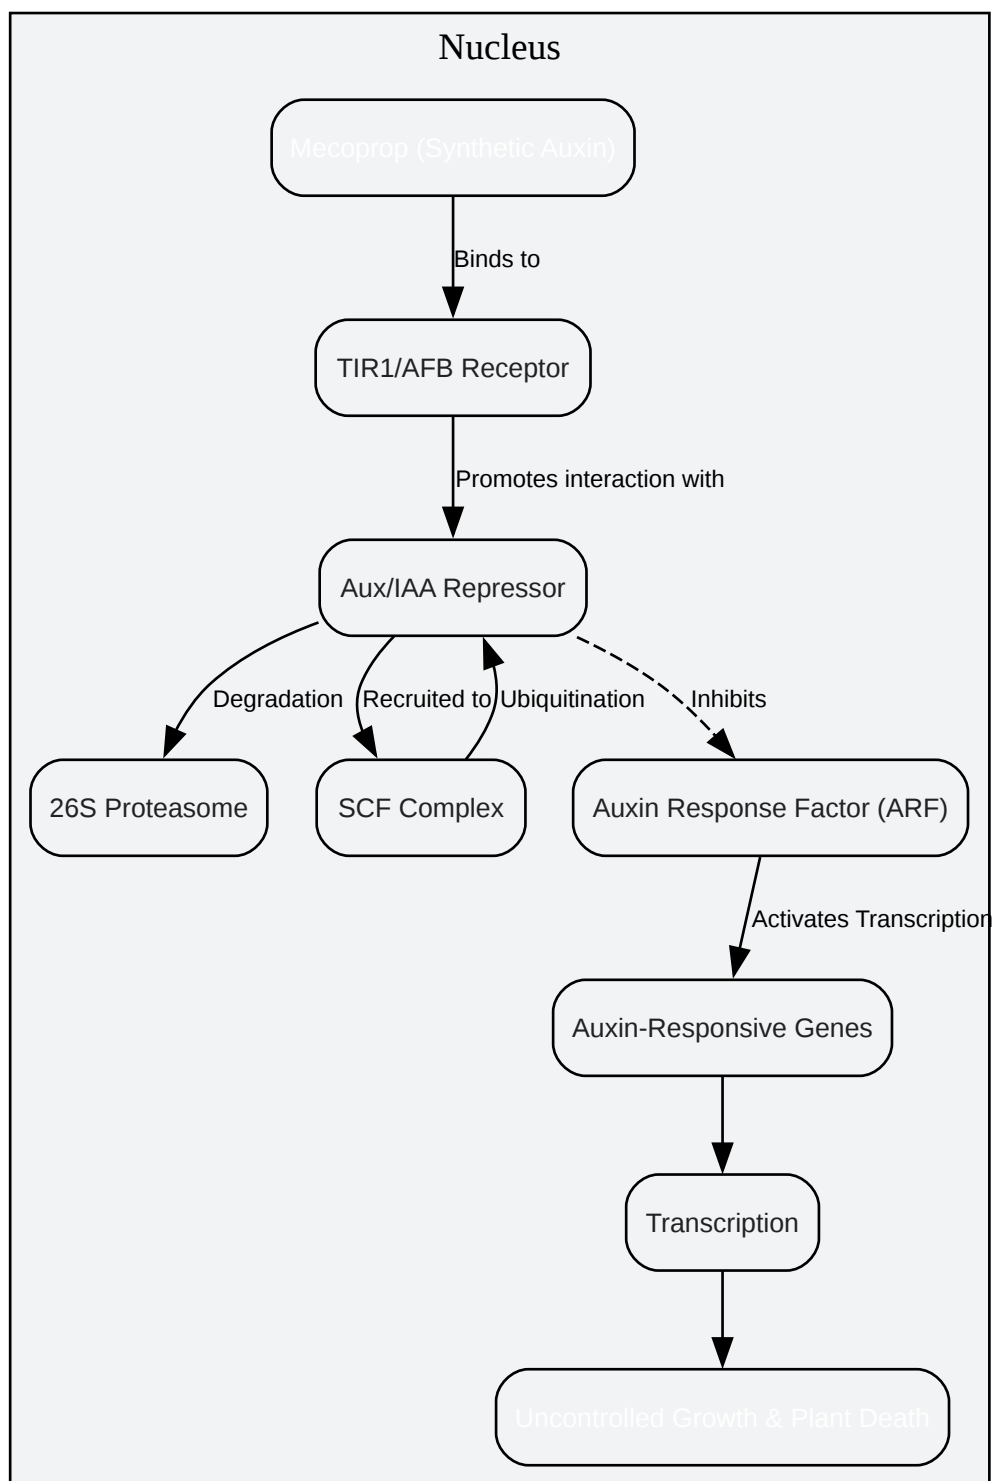 Nucleus
Mecoprop (Synthetic Auxin)
Binds to
TIR1/AFB Receptor
Promotes interaction with
Aux/IAA Repressor
Degradation
Recruited to
Ubiquitination
Inhibits
26S Proteasome
SCF Complex
Auxin Response Factor (ARF)
Activates Transcription
Auxin-Responsive Genes
Transcription
Uncontrolled Growth & Plant Death